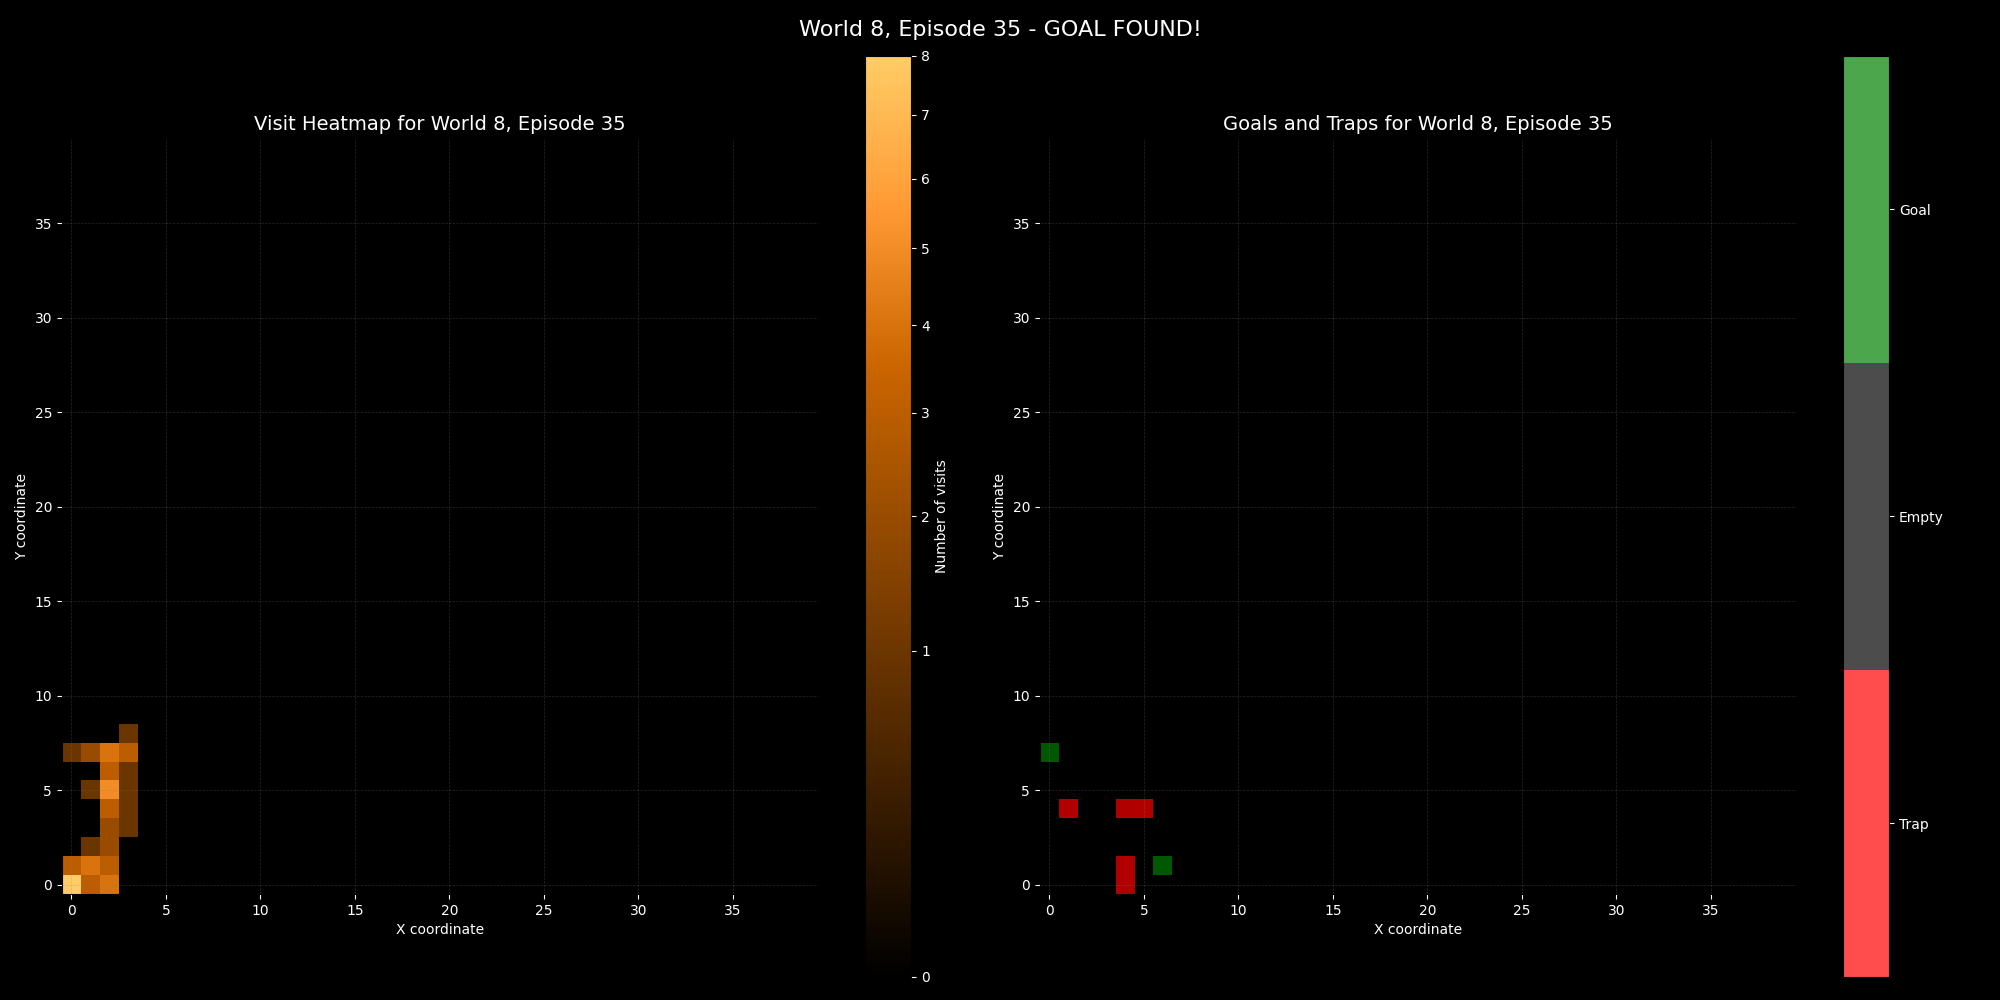 World 8, Episode 35 - GOAL FOUND!
Visit Heatmap for World 8, Episode 35
35
30
25
20
15
10
5
0
Y coordinate
0 5 10 15 20 25 30 35
X coordinate
8
7
6
5
4
3
2
1
0
Number of visits
Goals and Traps for World 8, Episode 35
35
30
25
20
15
10
5
0
Y coordinate
0 5 10 15 20 25 30 35
X coordinate
Goal
Empty
Trap